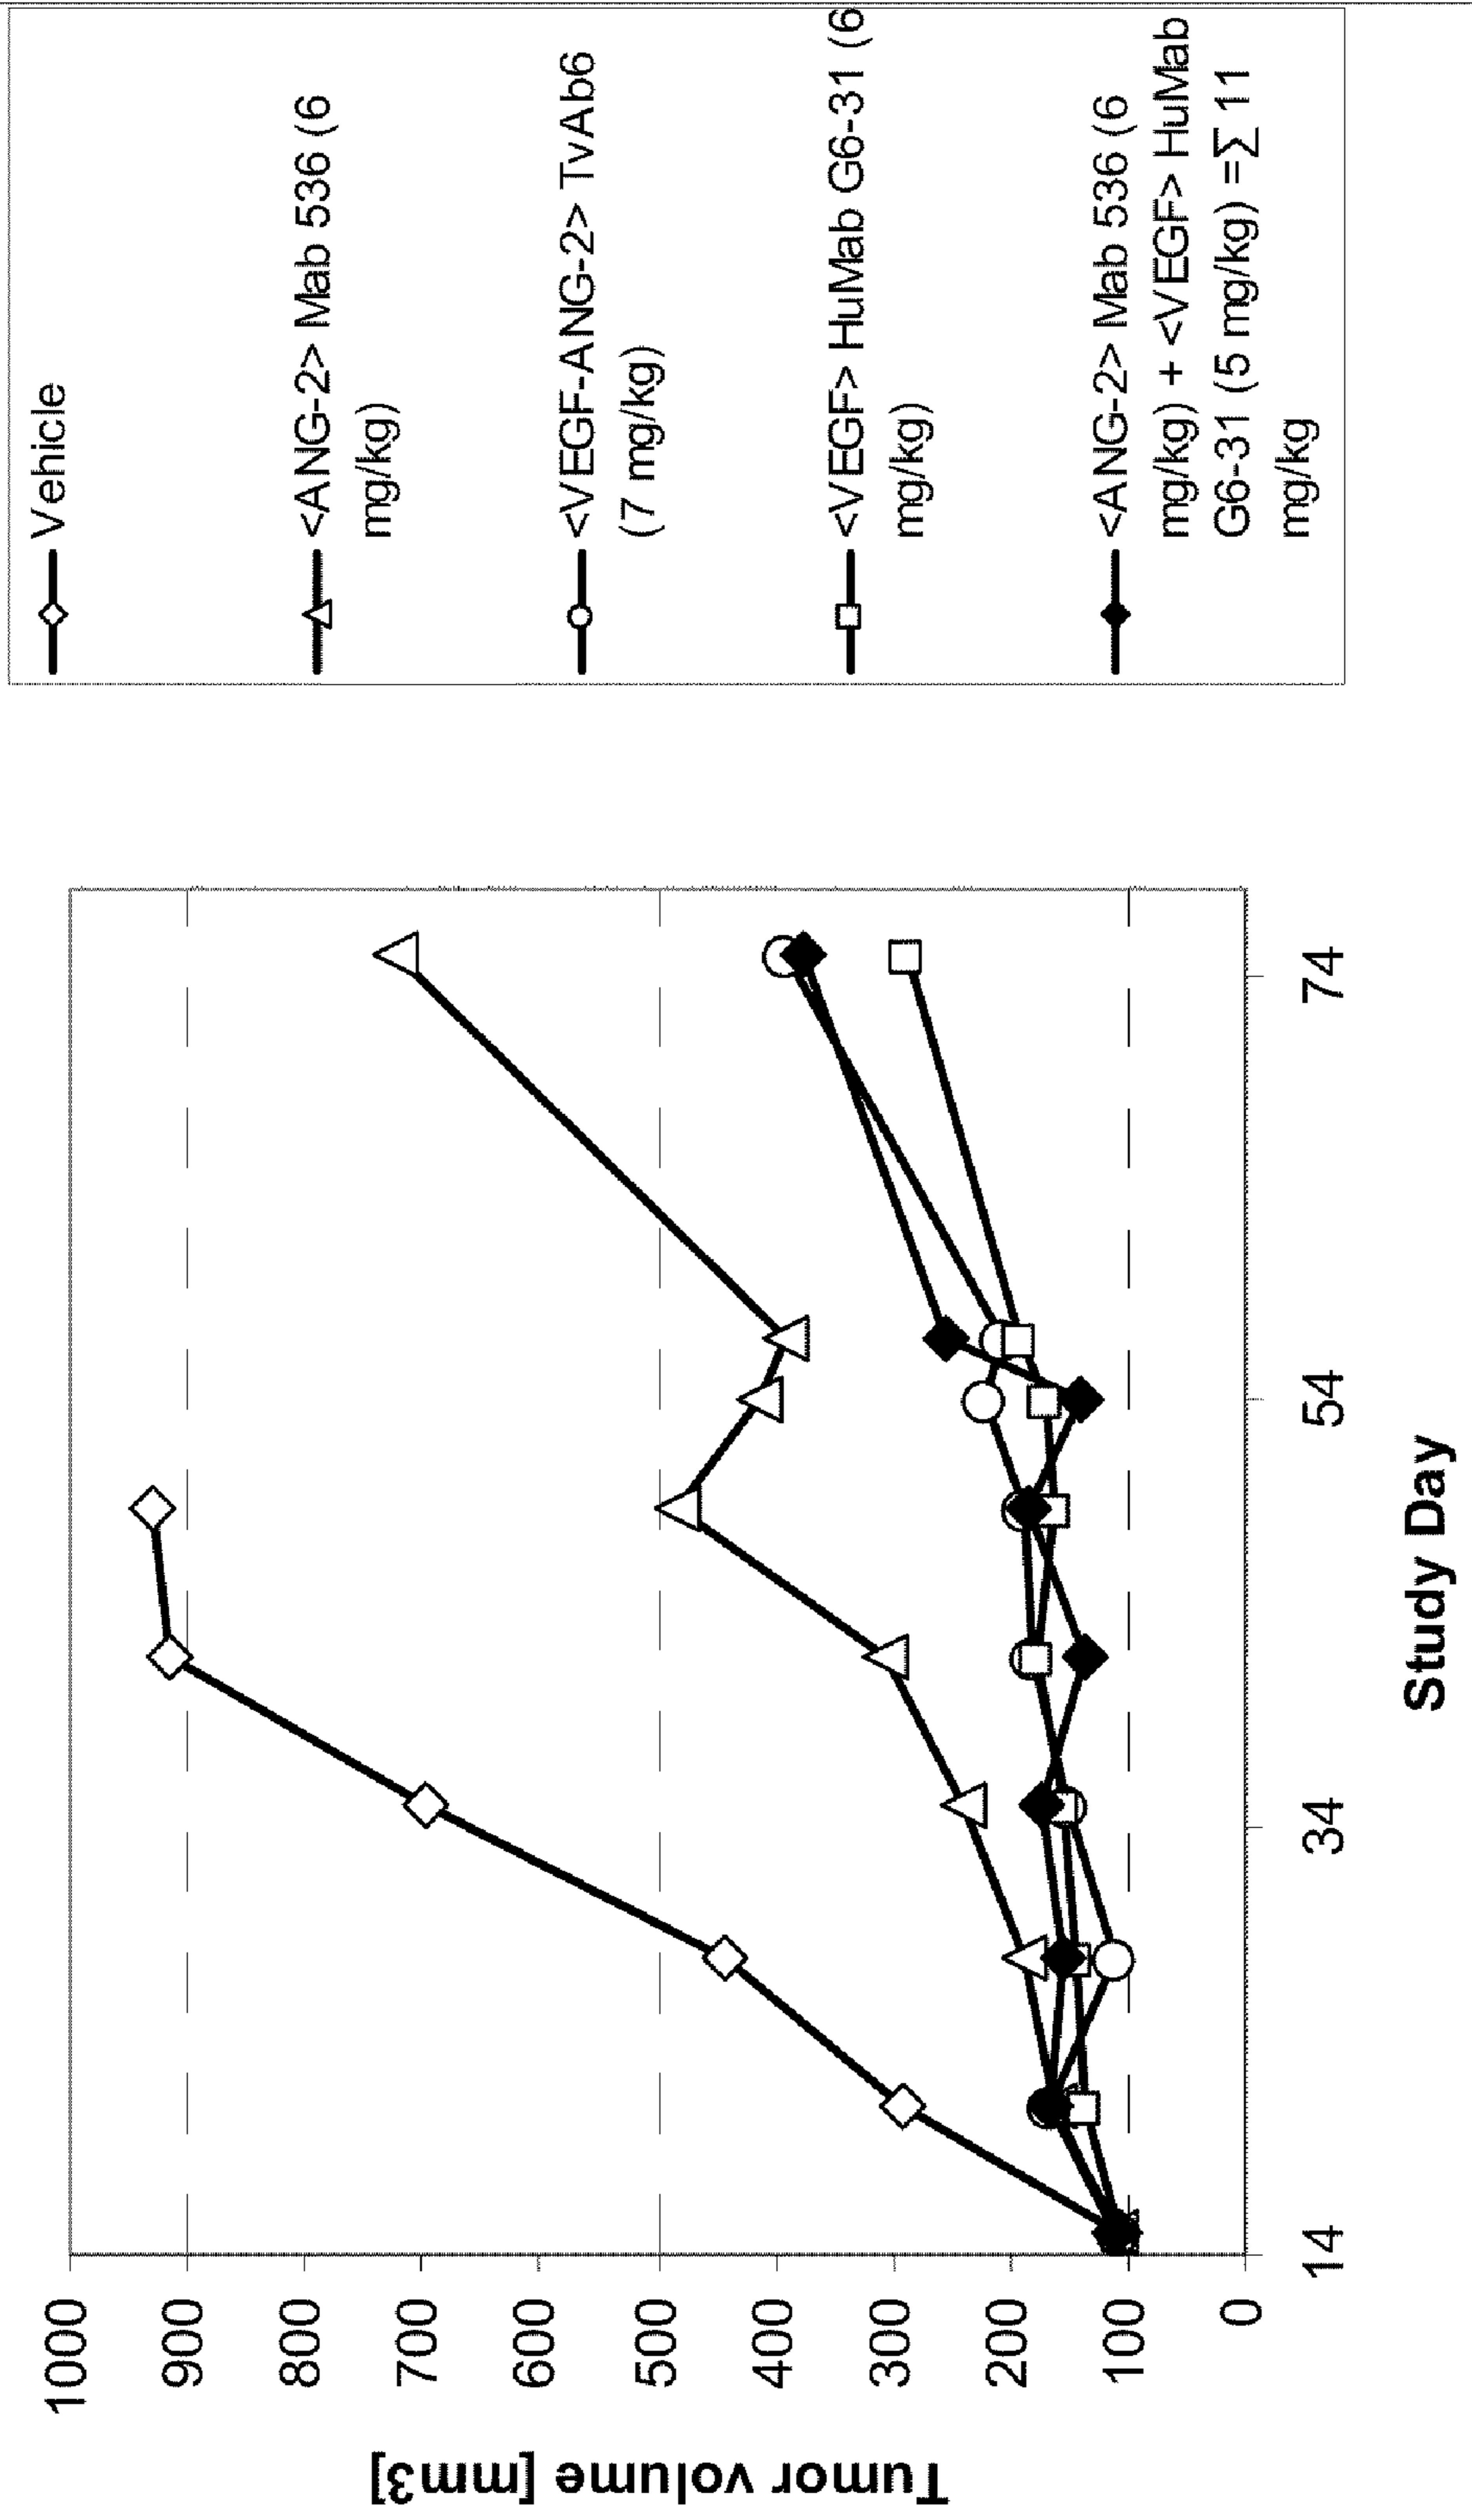 1000
900
800
700
600
500
400
300
200
100
0
Tumor volume [mm3]
14
34
54
74
Study Day
Vehicle
<ANG-2> Mab 536 (6
mg/kg)
<VEGF-ANG-2> TvAb6
(7 mg/kg)
<VEGF> HuMab G6-31 (6
mg/kg)
<ANG-2> Mab 536 (6
mg/kg) + <VEGF> HuMab
G6-31 (5 mg/kg) =∑ 11
mg/kg